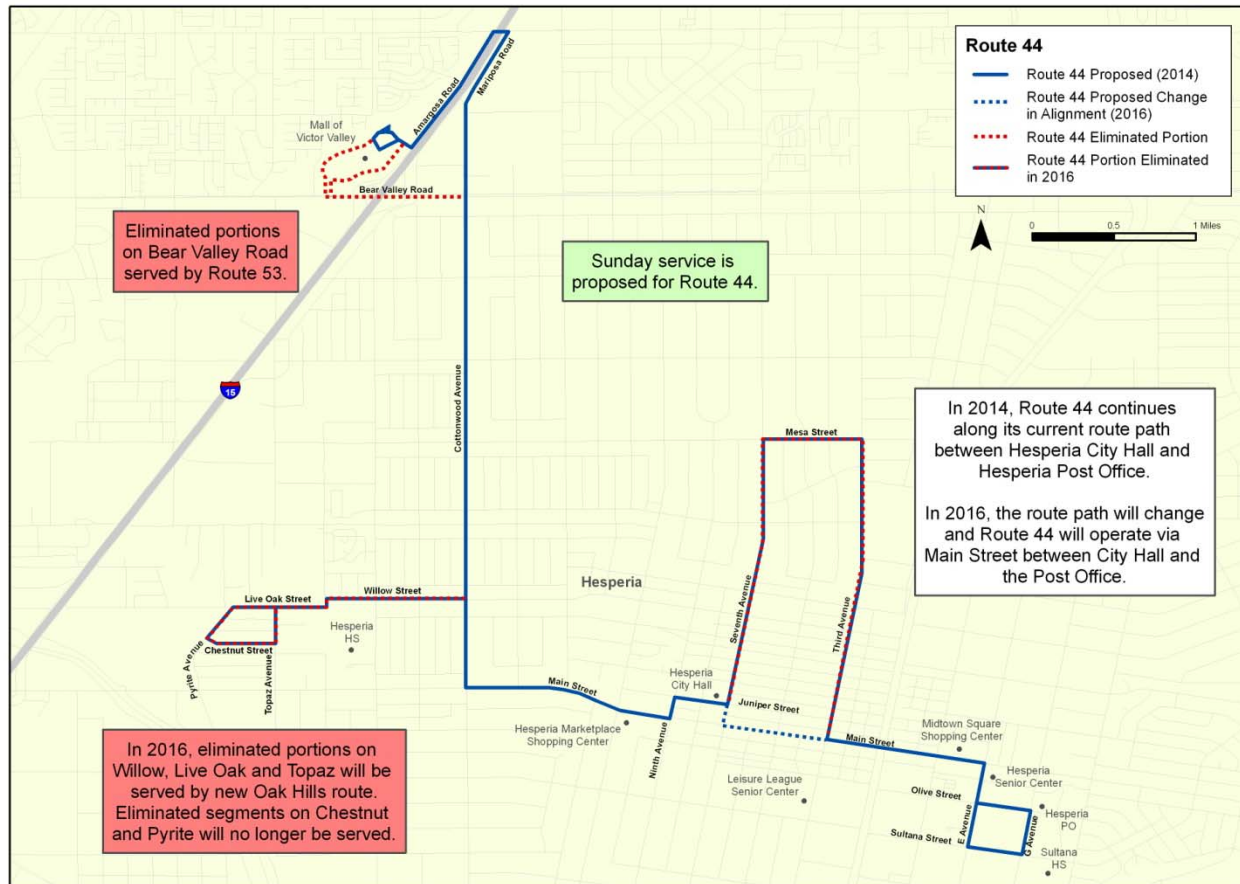 Route 44
Route 44 Proposed (2014)
Route 44 Proposed Change
in Alignment (2016)
Route 44 Eliminated Portion
Route 44 Portion Eliminated
in 2016
N
0 0.5 1 Miles
Mariposa Road
Amargosa Road
Mall of
Victor Valley
Bear Valley Road
Eliminated portions
on Bear Valley Road
served by Route 53.
Sunday service is
proposed for Route 44.
15
Cottonwood Avenue
In 2014, Route 44 continues
along its current route path
between Hesperia City Hall and
Hesperia Post Office.
In 2016, the route path will change
and Route 44 will operate via
Main Street between City Hall and
the Post Office.
Mesa Street
Seventh Avenue
Third Avenue
Hesperia
Willow Street
Live Oak Street
Hesperia
HS
Chestnut Street
Pyrite Avenue
Topaz Avenue
Main Street
Hesperia
City Hall
Juniper Street
Hesperia Marketplace
Shopping Center
Ninth Avenue
Main Street
Midtown Square
Shopping Center
Leisure League
Senior Center
Hesperia
Senior Center
Olive Street
Hesperia
PO
E Avenue
G Avenue
Sultana Street
Sultana
HS
In 2016, eliminated portions on
Willow, Live Oak and Topaz will be
served by new Oak Hills route.
Eliminated segments on Chestnut
and Pyrite will no longer be served.